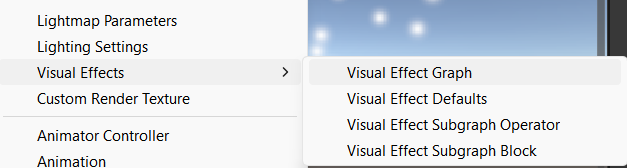 Lightmap Parameters
Lighting Settings
Visual Effects
Custom Render Texture
Animator Controller
Animation
Visual Effect Graph
Visual Effect Defaults
Visual Effect Subgraph Operator
Visual Effect Subgraph Block